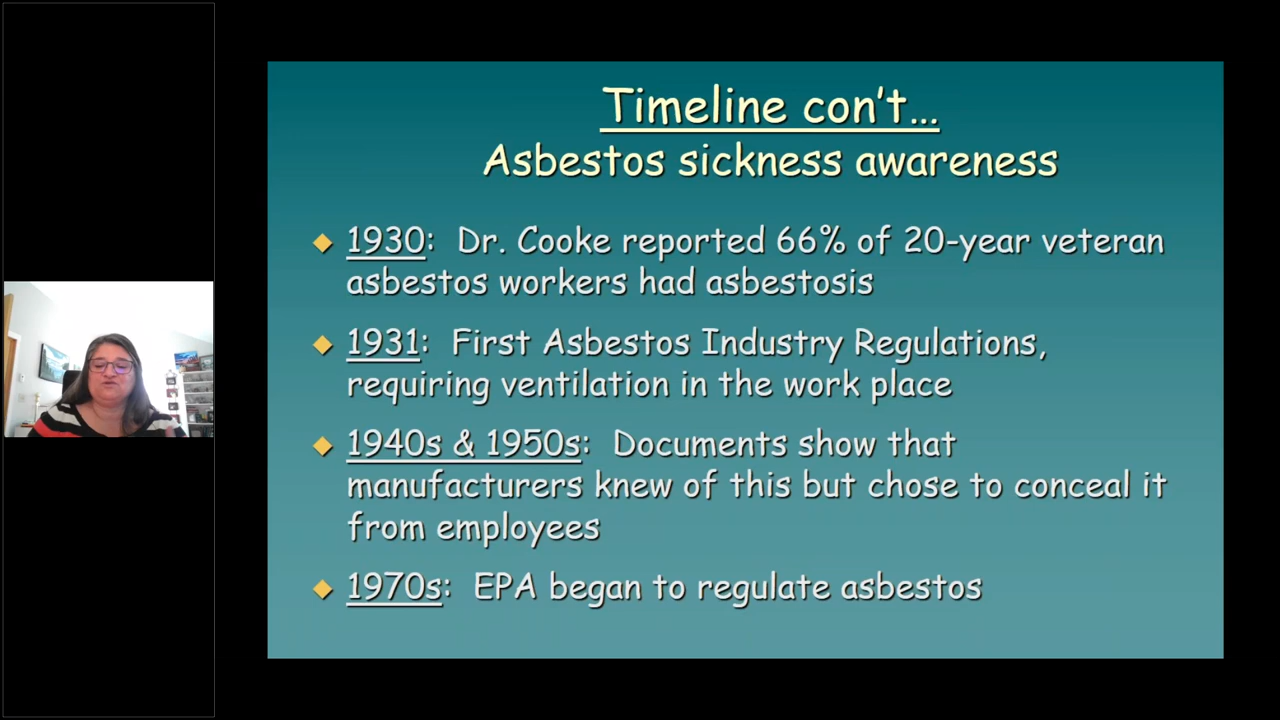 Timeline con't...
Asbestos sickness awareness
1930: Dr. Cooke reported 66% of 20-year veteran
asbestos workers had asbestosis
1931: First Asbestos Industry Regulations,
requiring ventilation in the work place
1940s & 1950s: Documents show that
manufacturers knew of this but chose to conceal it
from employees
1970s: EPA began to regulate asbestos